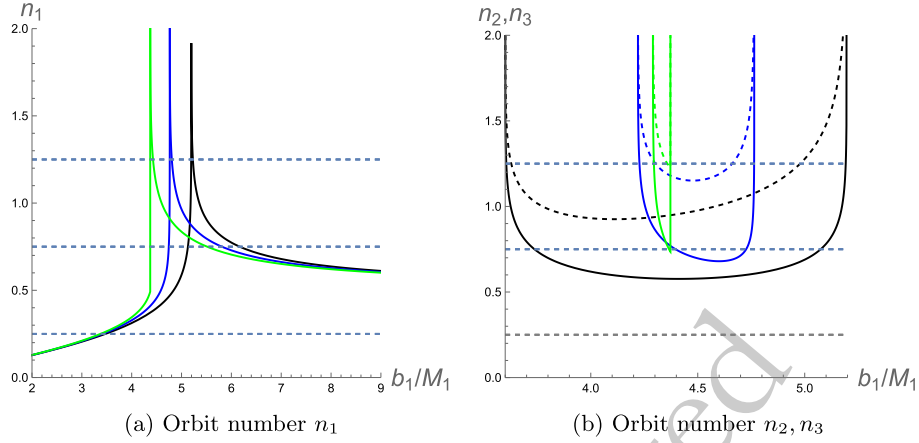 n₁
2.0
1.5
1.0
0.5
0.0
2 3 4 5 6 7 8 9
b₁/M₁
(a) Orbit number n₁
n₂,n₃
2.0
1.5
1.0
0.5
0.0
4.0 4.5 5.0
b₁/M₁
(b) Orbit number n₂, n₃